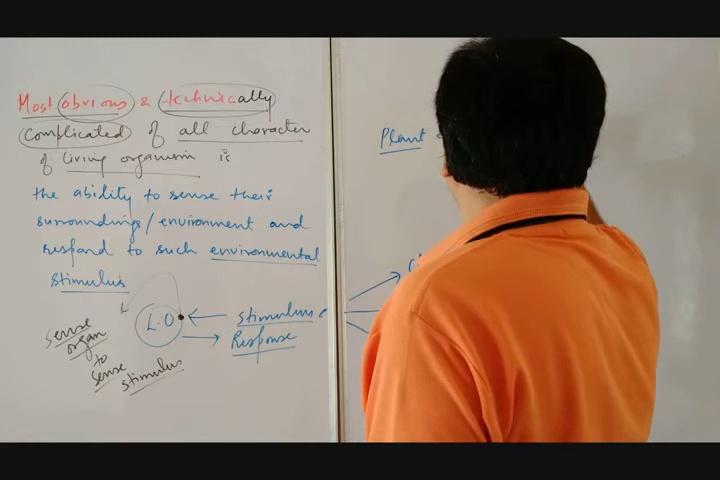 Most obvious & technically
complicated of all character
of living organism is
the ability to sense their
surroundings/environment and
respond to such environmental
stimulus
L.O
stimulus
Response
sense
organ
to
sense
stimulus
Plant